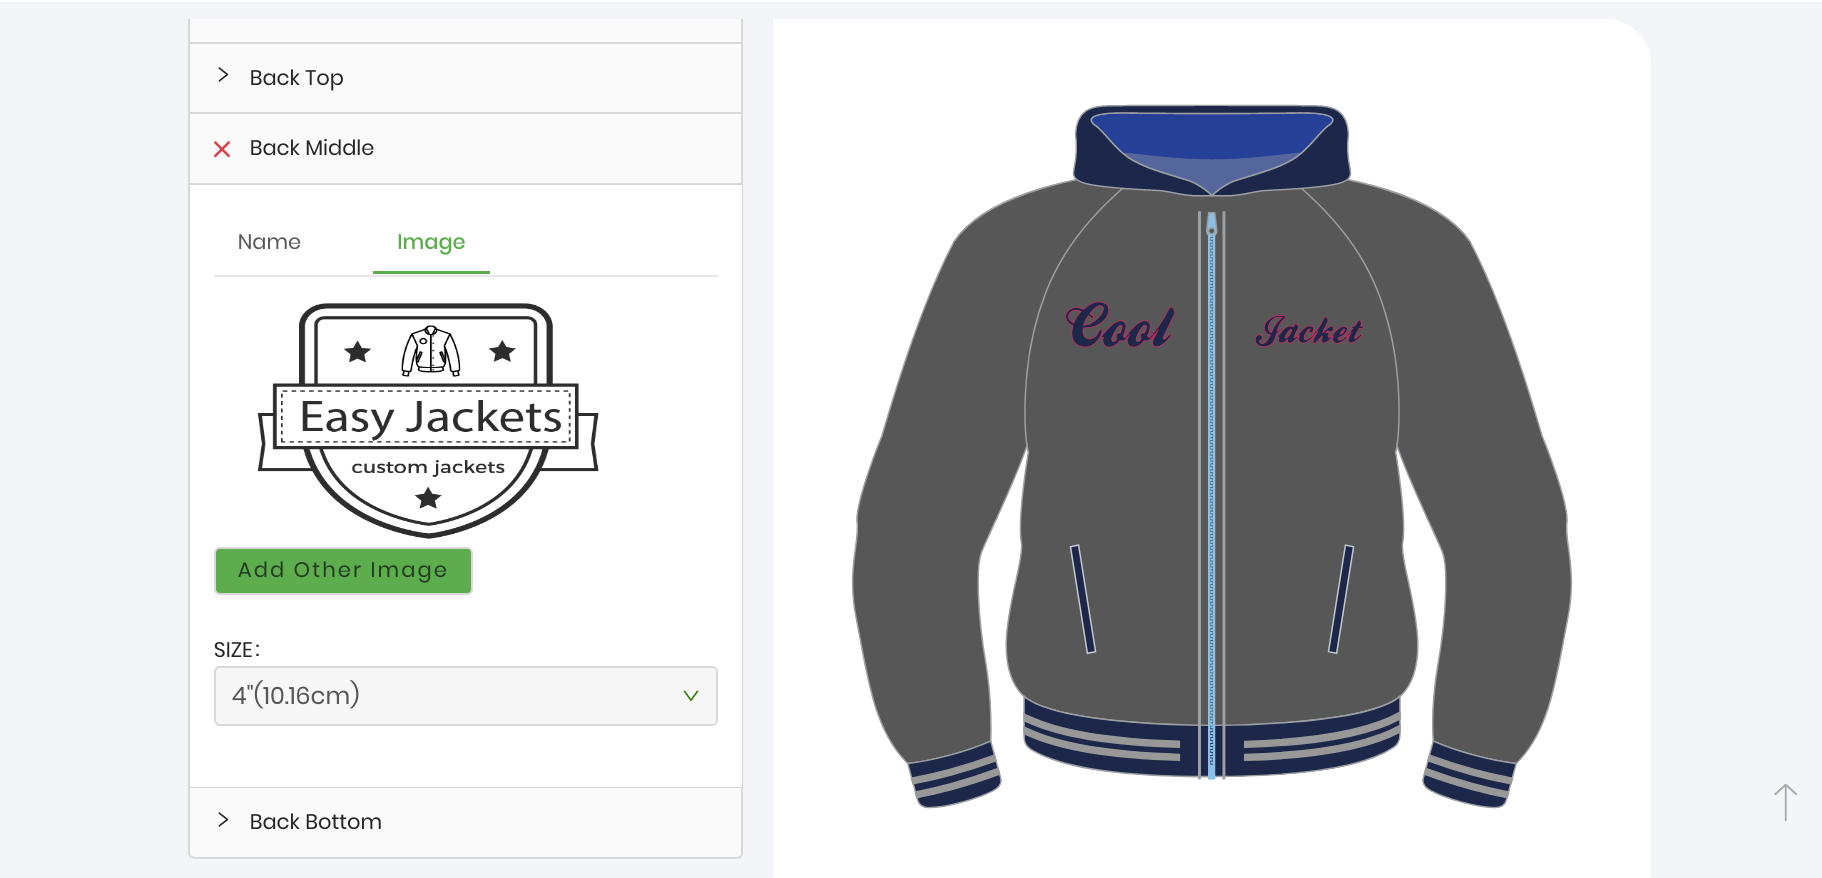 Back Top
Back Middle
Name
Image
Easy Jackets
custom jackets
Add Other Image
SIZE:
4"(10.16cm)
Back Bottom
Cool
Jacket